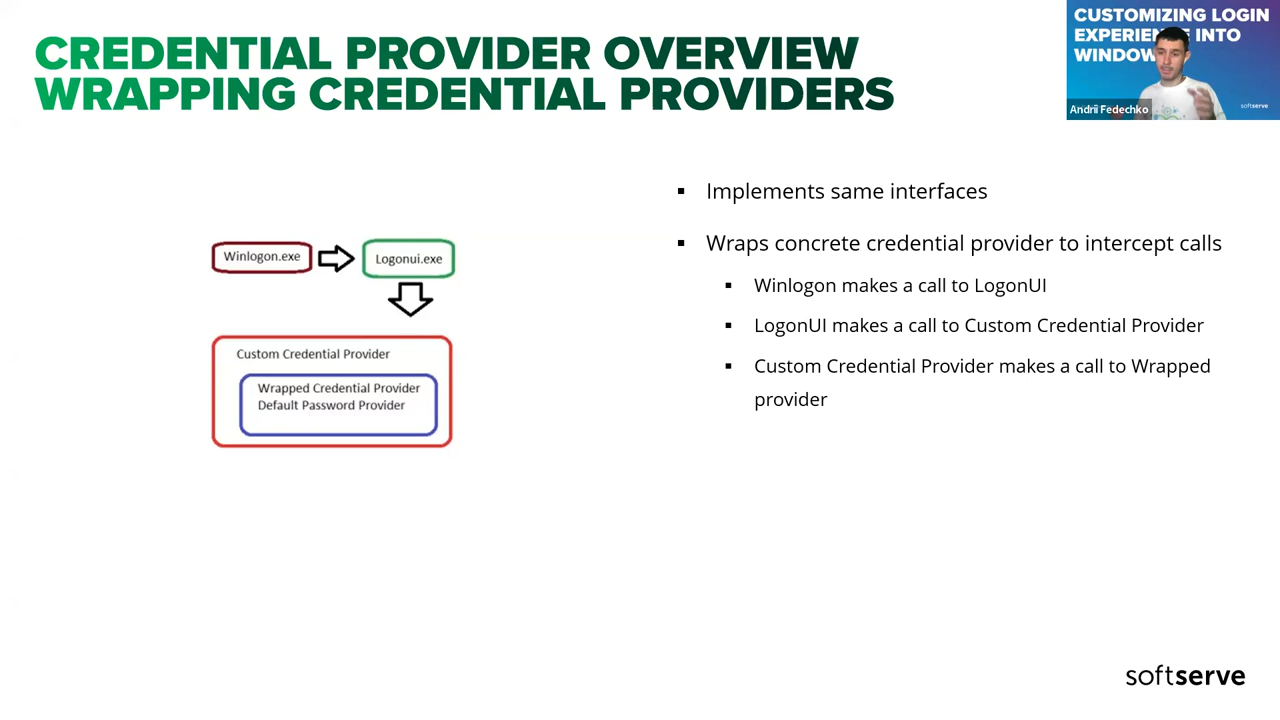 CREDENTIAL PROVIDER OVERVIEW
WRAPPING CREDENTIAL PROVIDERS
CUSTOMIZING LOGIN
EXPERIENCE INTO
WINDOW
Andrii Fedechko
softserve
Implements same interfaces
Wraps concrete credential provider to intercept calls
Winlogon makes a call to LogonUI
LogonUI makes a call to Custom Credential Provider
Custom Credential Provider makes a call to Wrapped
provider
Winlogon.exe
Logonui.exe
Custom Credential Provider
Wrapped Credential Provider
Default Password Provider
softserve